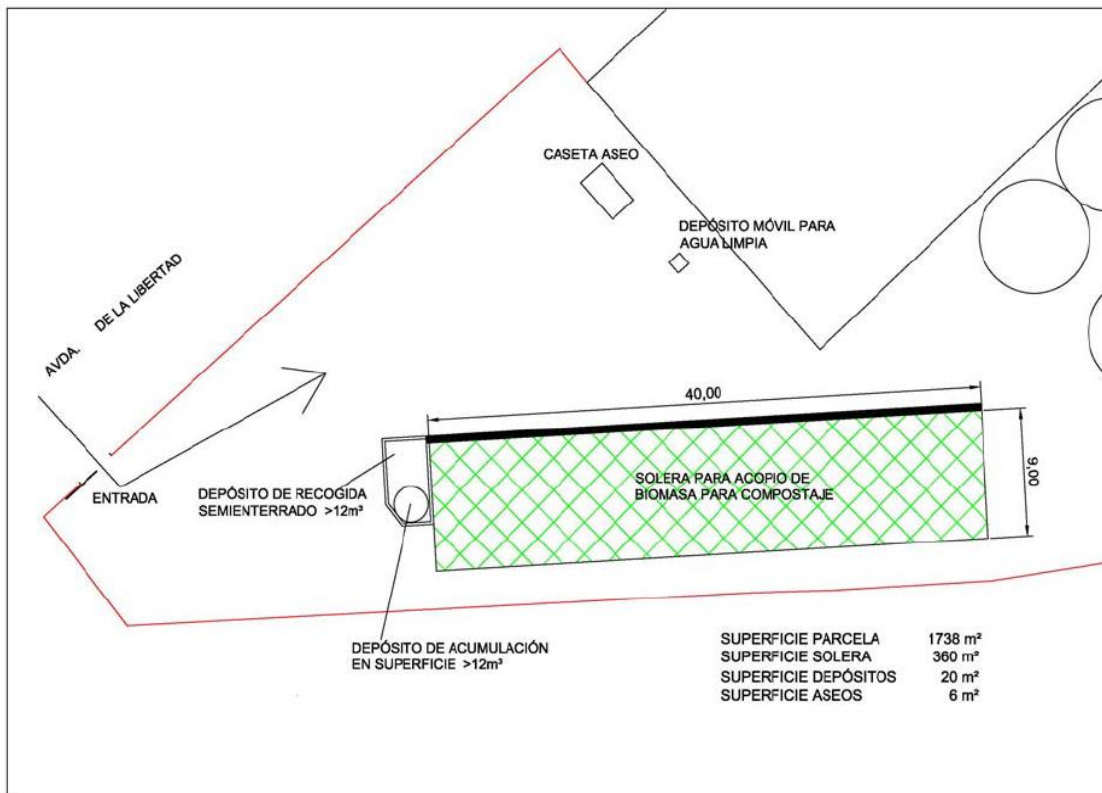 CASETA ASEO
DEPÓSITO MÓVIL PARA
AGUA LIMPIA
AVDA. DE LA LIBERTAD
40,00
9,00
ENTRADA
DEPÓSITO DE RECOGIDA
SEMIENTERRADO >12m³
SOLERA PARA ACOPIO DE
BIOMASA PARA COMPOSTAJE
DEPÓSITO DE ACUMULACIÓN
EN SUPERFICIE >12m³
SUPERFICIE PARCELA 1738 m²
SUPERFICIE SOLERA 360 m²
SUPERFICIE DEPÓSITOS 20 m²
SUPERFICIE ASEOS 6 m²